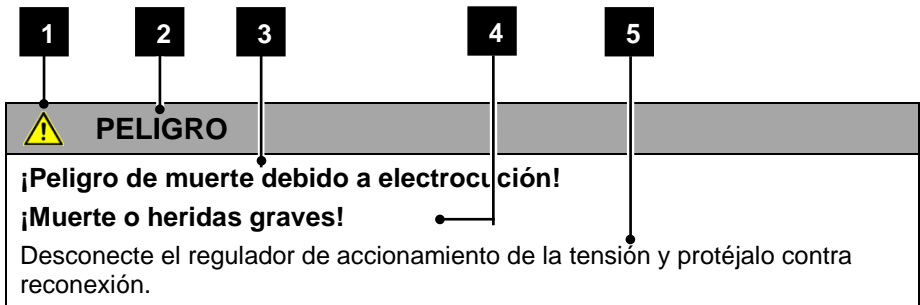 1 2 3 4 5
PELIGRO
¡Peligro de muerte debido a electrocución!
¡Muerte o heridas graves!
Desconecte el regulador de accionamiento de la tensión y protéjalo contra
reconexión.